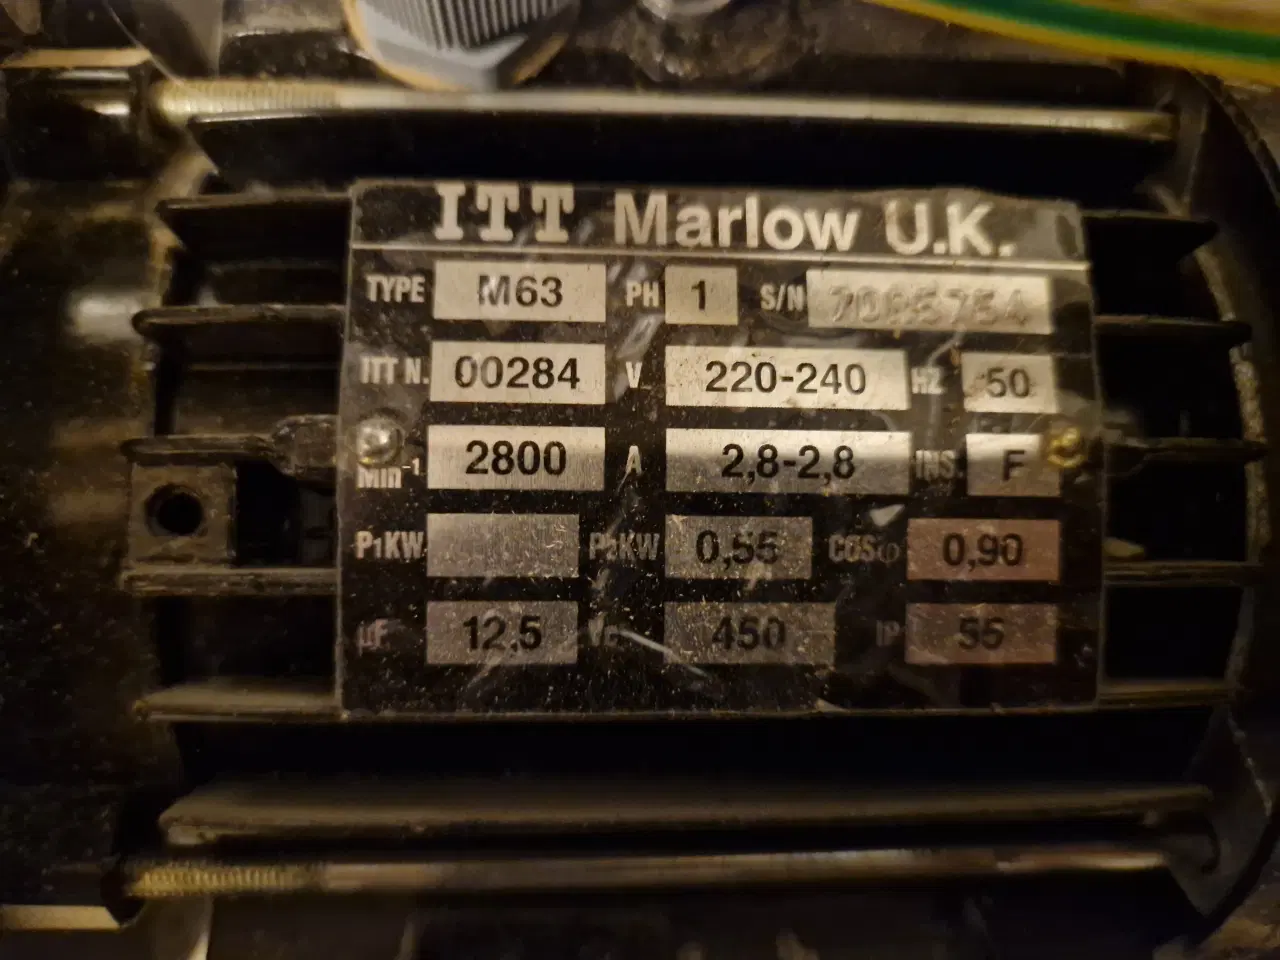 ITT Marlow U.K.
TYPE M63 PH 1 S/N
ITT N. 00284 V 220-240 HZ 50
Min⁻¹ 2800 A 2,8-2,8 INS. F
P₁KW P₂KW 0,55 COSφ 0,90
µF 12,5 Vc 450 IP 55